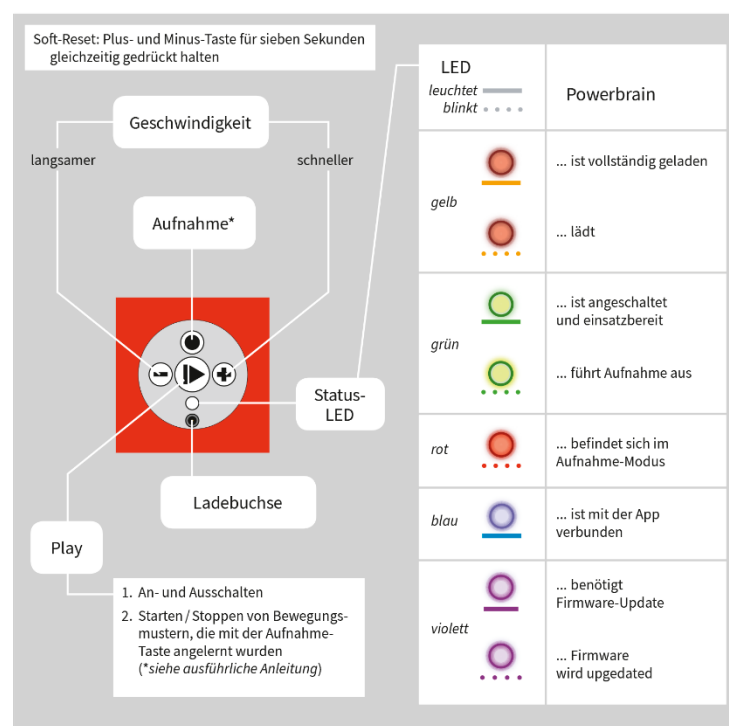 Soft-Reset: Plus- und Minus-Taste für sieben Sekunden
gleichzeitig gedrückt halten
Geschwindigkeit
langsamer
schneller
Aufnahme*
Status-
LED
Ladebuchse
Play
1. An- und Ausschalten
2. Starten / Stoppen von Bewegungs-
mustern, die mit der Aufnahme-
Taste angelernt wurden
(*siehe ausführliche Anleitung)
LED
leuchtet
blinkt
Powerbrain
gelb
... ist vollständig geladen
... lädt
grün
... ist angeschaltet
und einsatzbereit
... führt Aufnahme aus
rot
... befindet sich im
Aufnahme-Modus
blau
... ist mit der App
verbunden
violett
... benötigt
Firmware-Update
... Firmware
wird upgedated